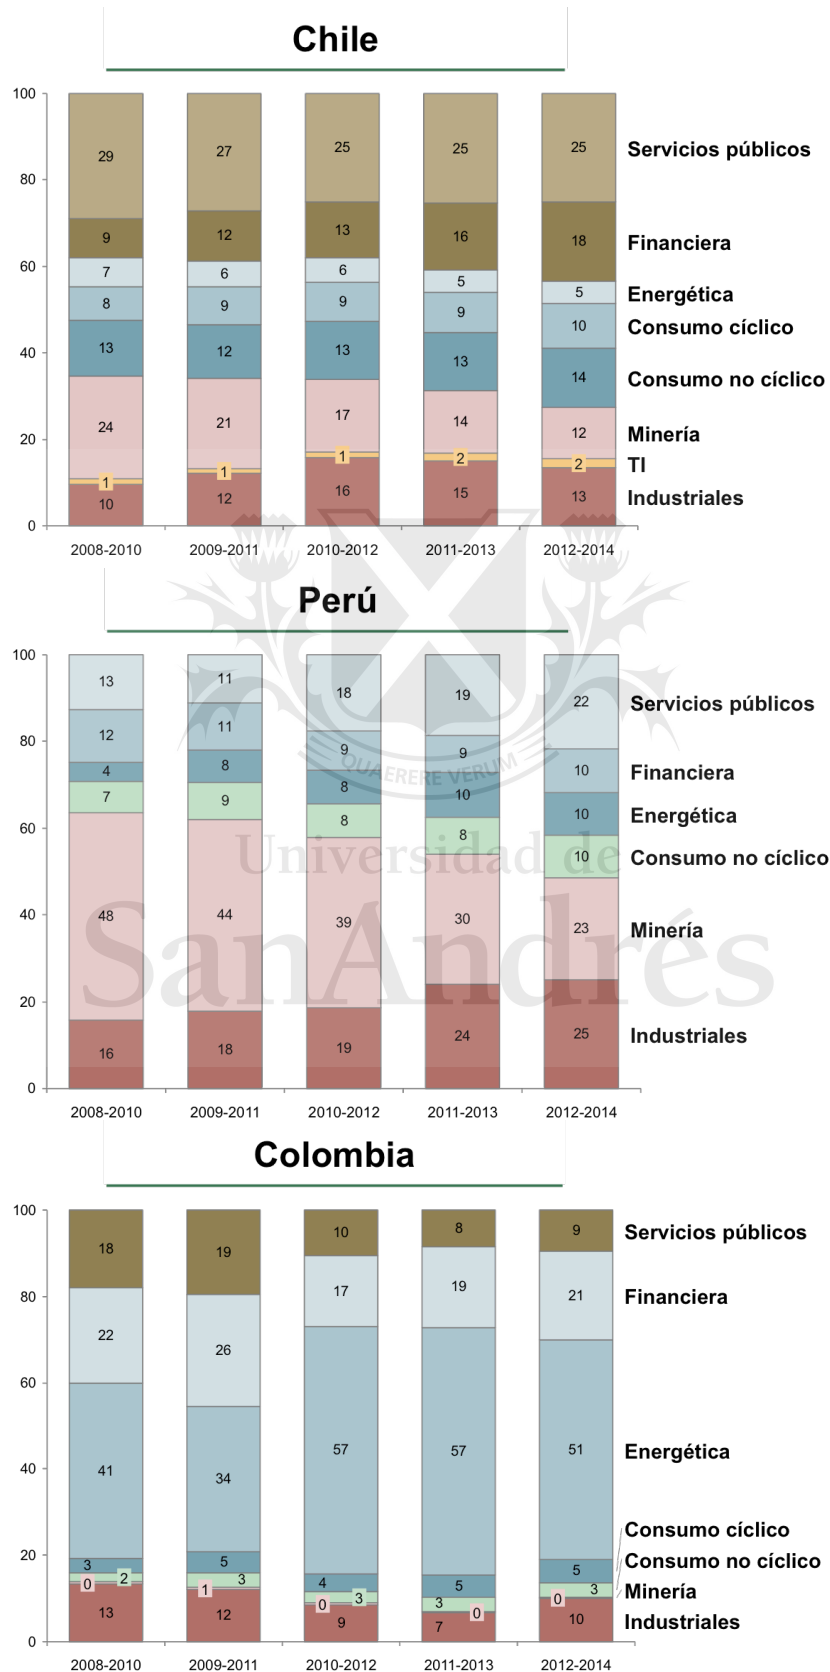 Chile
100
29 27 25 25 25 Servicios públicos
80
9 12 13 16 18 Financiera
60
7 6 6 5 5 Energética
8 9 9 9 10 Consumo cíclico
40
13 12 13 13 14 Consumo no cíclico
24 21 17 14 12 Minería
20
1 1 1 2 2 TI
10 12 16 15 13 Industriales
0
2008-2010 2009-2011 2010-2012 2011-2013 2012-2014
Perú
100
13 11 18 19 22 Servicios públicos
80
12 11 9 9 10 Financiera
4 8 8 10 10 Energética
7 9 8 8 10 Consumo no cíclico
60
48 44 39 30 23 Minería
40
20
16 18 19 24 25 Industriales
0
2008-2010 2009-2011 2010-2012 2011-2013 2012-2014
QUAERERE VERUM
Universidad de
SanAndrés
Colombia
100
18 19 10 8 9 Servicios públicos
80
22 26 17 19 21 Financiera
60
41 34 57 57 51 Energética
40
Consumo cíclico
20
3 5 4 5 5 Consumo no cíclico
2 3 3 3 3 Minería
0 1 0 0 0
13 12 9 7 10 Industriales
0
2008-2010 2009-2011 2010-2012 2011-2013 2012-2014